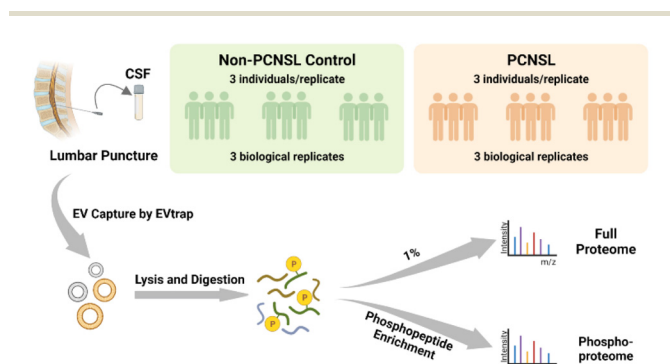 CSF
Lumbar Puncture
Non-PCNSL Control
3 individuals/replicate
3 biological replicates
PCNSL
3 individuals/replicate
3 biological replicates
EV Capture by EVtrap
Lysis and Digestion
P
P
P
1%
Phosphopeptide
Enrichment
Intensity
m/z
Full
Proteome
Intensity
Phospho-
proteome